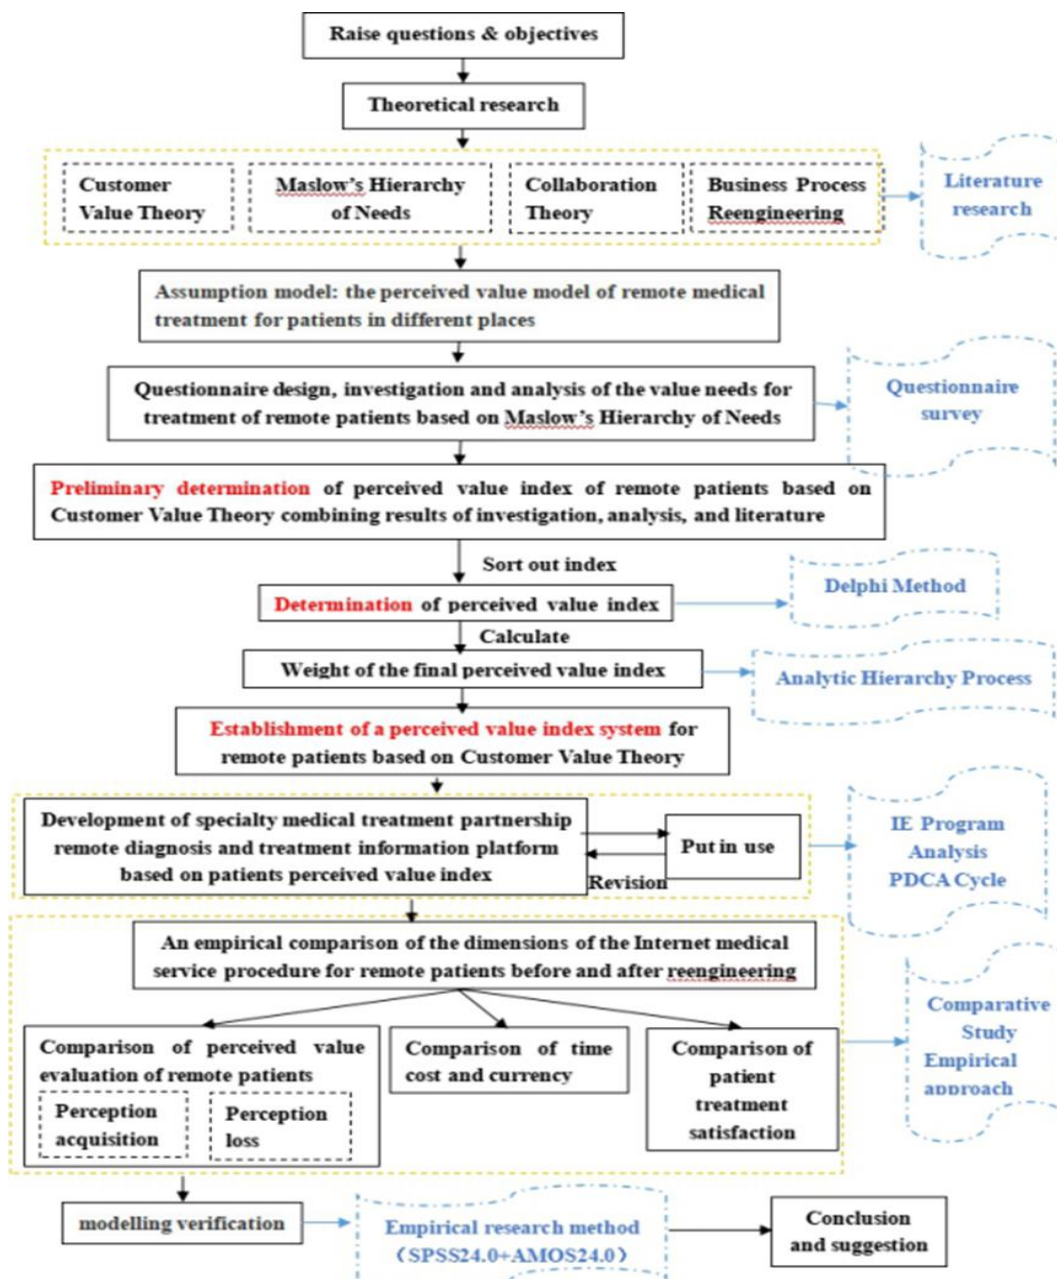 Raise questions & objectives
Theoretical research
Customer
Value Theory
Maslow's Hierarchy
of Needs
Collaboration
Theory
Business Process
Reengineering
Literature
research
Assumption model: the perceived value model of remote medical
treatment for patients in different places
Questionnaire design, investigation and analysis of the value needs for
treatment of remote patients based on Maslow's Hierarchy of Needs
Questionnaire
survey
Preliminary determination of perceived value index of remote patients based on
Customer Value Theory combining results of investigation, analysis, and literature
Sort out index
Determination of perceived value index
Delphi Method
Calculate
Weight of the final perceived value index
Analytic Hierarchy Process
Establishment of a perceived value index system for
remote patients based on Customer Value Theory
Development of specialty medical treatment partnership
remote diagnosis and treatment information platform
based on patients perceived value index
Put in use
Revision
IE Program
Analysis
PDCA Cycle
An empirical comparison of the dimensions of the Internet medical
service procedure for remote patients before and after reengineering
Comparison of perceived value
evaluation of remote patients
Perception
acquisition
Perception
loss
Comparison of time
cost and currency
Comparison of
patient
treatment
satisfaction
Comparative
Study
Empirical
approach
modelling verification
Empirical research method
（SPSS24.0+AMOS24.0）
Conclusion
and suggestion